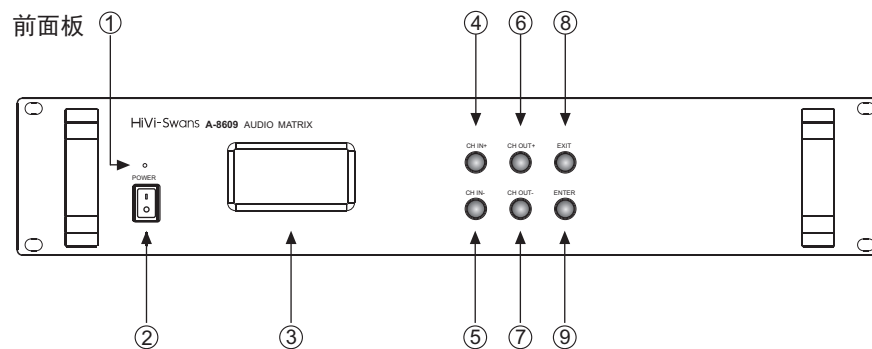 前面板 ① ④ ⑥ ⑧
HiVi-Swans A-8609 AUDIO MATRIX
CH IN+ CH OUT+ EXIT
POWER
CH IN- CH OUT- ENTER
② ③ ⑤ ⑦ ⑨